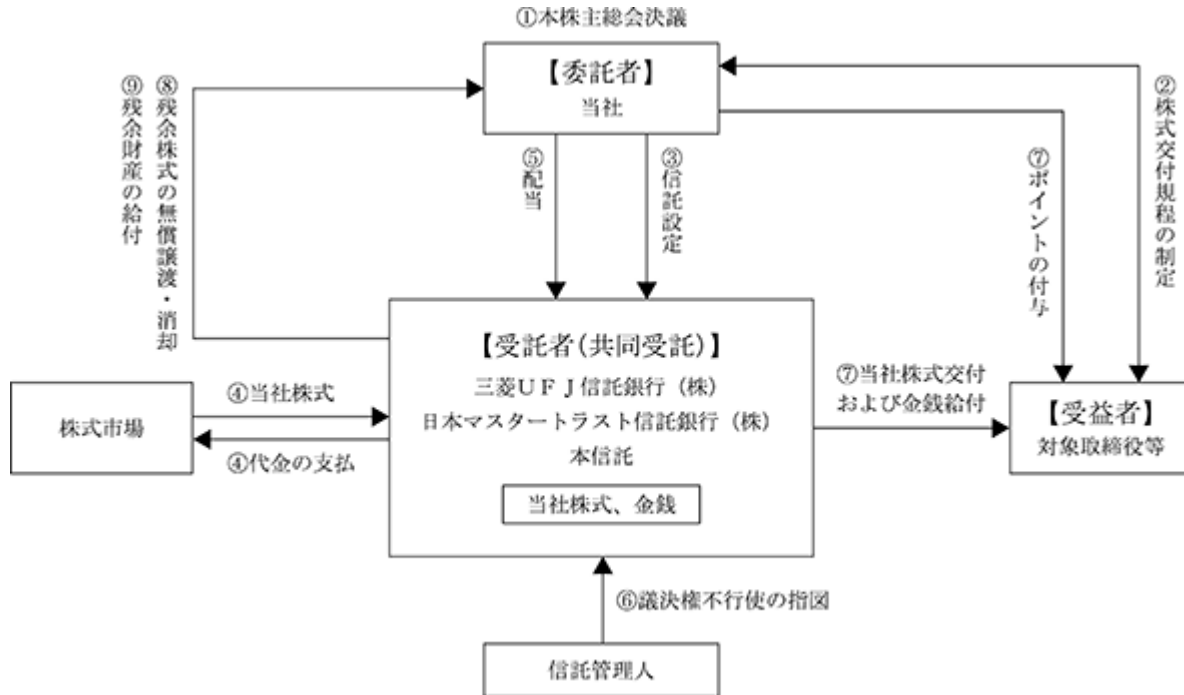 ①本株主総会決議
【委託者】
当社
⑨残余財産の給付
⑧残余株式の無償譲渡・消却
⑤配当
③信託設定
⑦ポイントの付与
②株式交付規程の制定
【受託者(共同受託)】
三菱UFJ信託銀行（株）
日本マスタートラスト信託銀行（株）
本信託
当社株式、金銭
株式市場
④当社株式
④代金の支払
⑦当社株式交付
および金銭給付
【受益者】
対象取締役等
⑥議決権不行使の指図
信託管理人